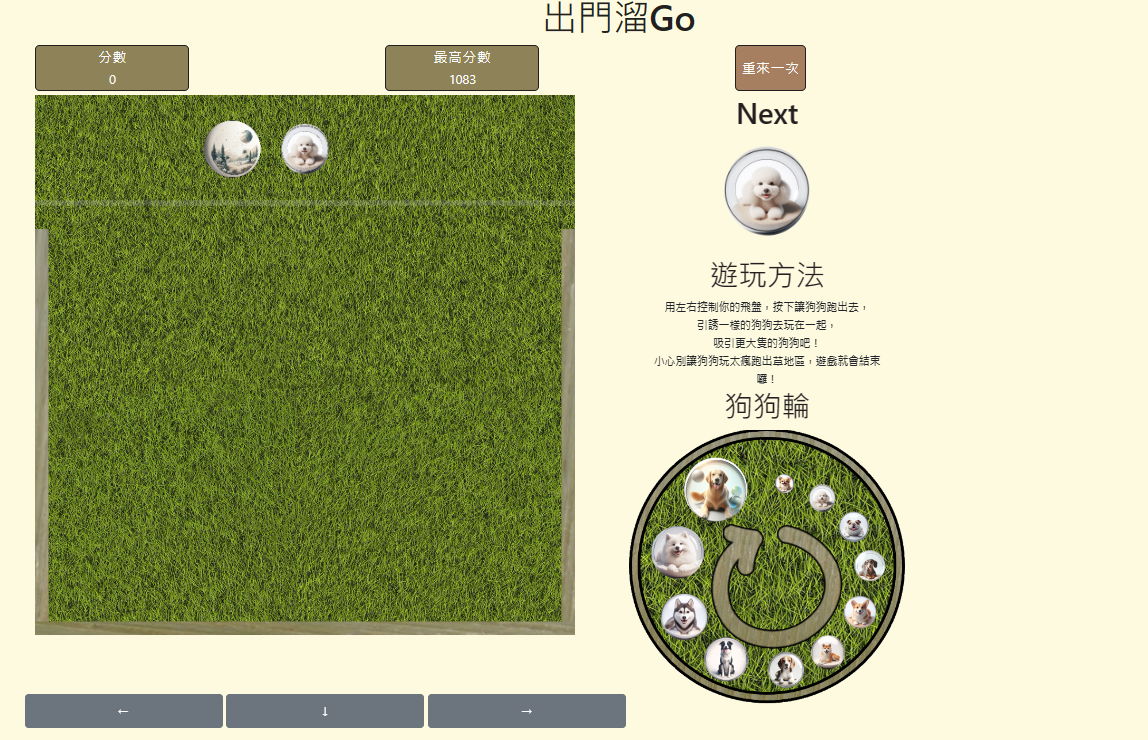 出門溜Go
分數
0
最高分數
1083
重來一次
Next
遊玩方法
用左右控制你的飛盤，按下讓狗狗跑出去，
引誘一樣的狗狗去玩在一起，
吸引更大隻的狗狗吧！
小心別讓狗狗玩太瘋跑出草地區，遊戲就會結束
囉！
狗狗輪
← ↓ →